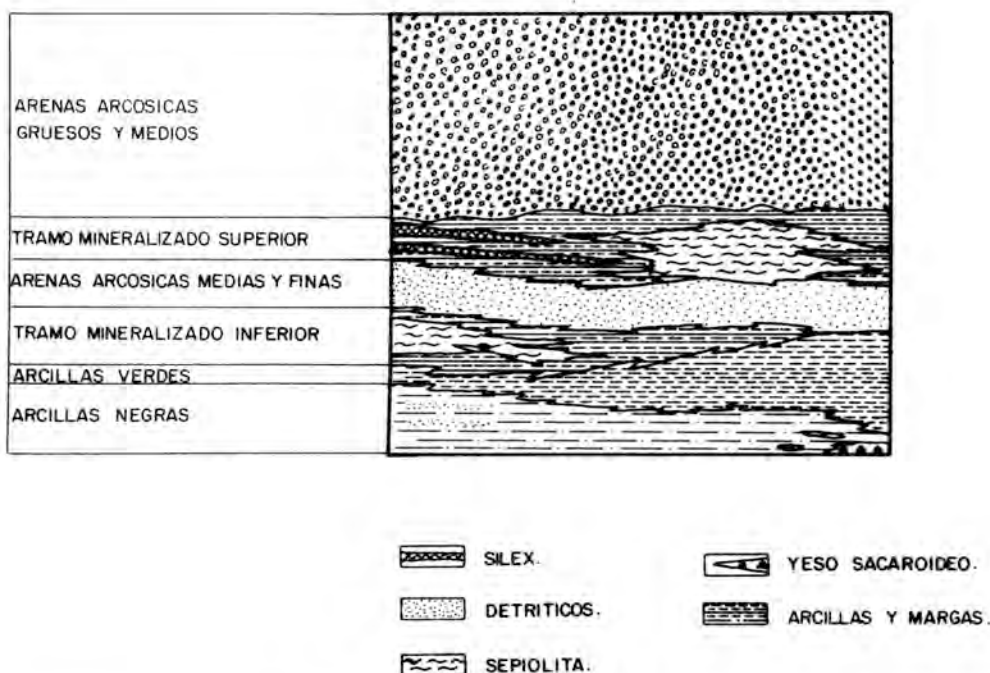 ARENAS ARCOSICAS
GRUESOS Y MEDIOS
TRAMO MINERALIZADO SUPERIOR
ARENAS ARCOSICAS MEDIAS Y FINAS
TRAMO MINERALIZADO INFERIOR
ARCILLAS VERDES
ARCILLAS NEGRAS
SILEX.
DETRITICOS.
SEPIOLITA.
YESO SACAROIDEO.
ARCILLAS Y MARGAS.